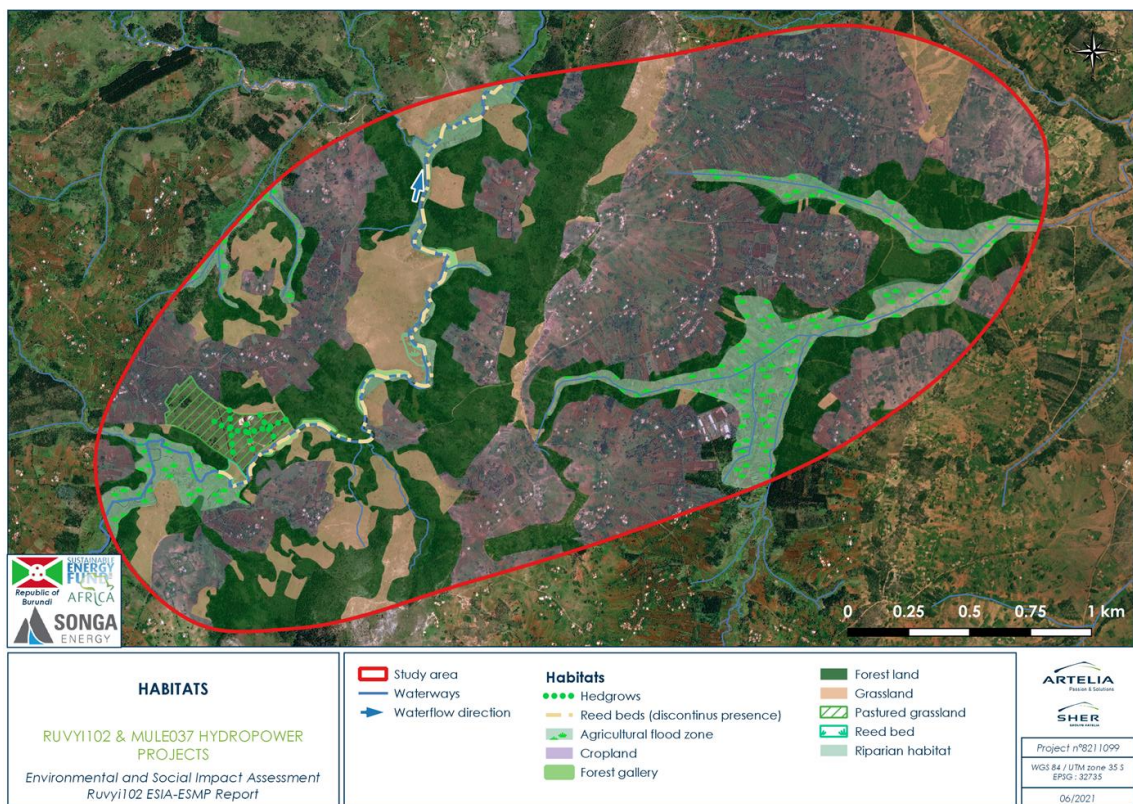 0 0.25 0.5 0.75 1 km
Republic of
Burundi
SUSTAINABLE
ENERGY
FUND
AFRICA
SONGA
ENERGY
HABITATS
RUVYI102 & MULE037 HYDROPOWER
PROJECTS
Environmental and Social Impact Assessment
Ruvyi102 ESIA-ESMP Report
Study area
Waterways
Waterflow direction
Habitats
Hedgrows
Reed beds (discontinus presence)
Agricultural flood zone
Cropland
Forest gallery
Forest land
Grassland
Pastured grassland
Reed bed
Riparian habitat
ARTELIA
Passion & Solutions
SHER
Project n°8211099
WGS 84 / UTM zone 35 S
EPSG : 32735
06/2021